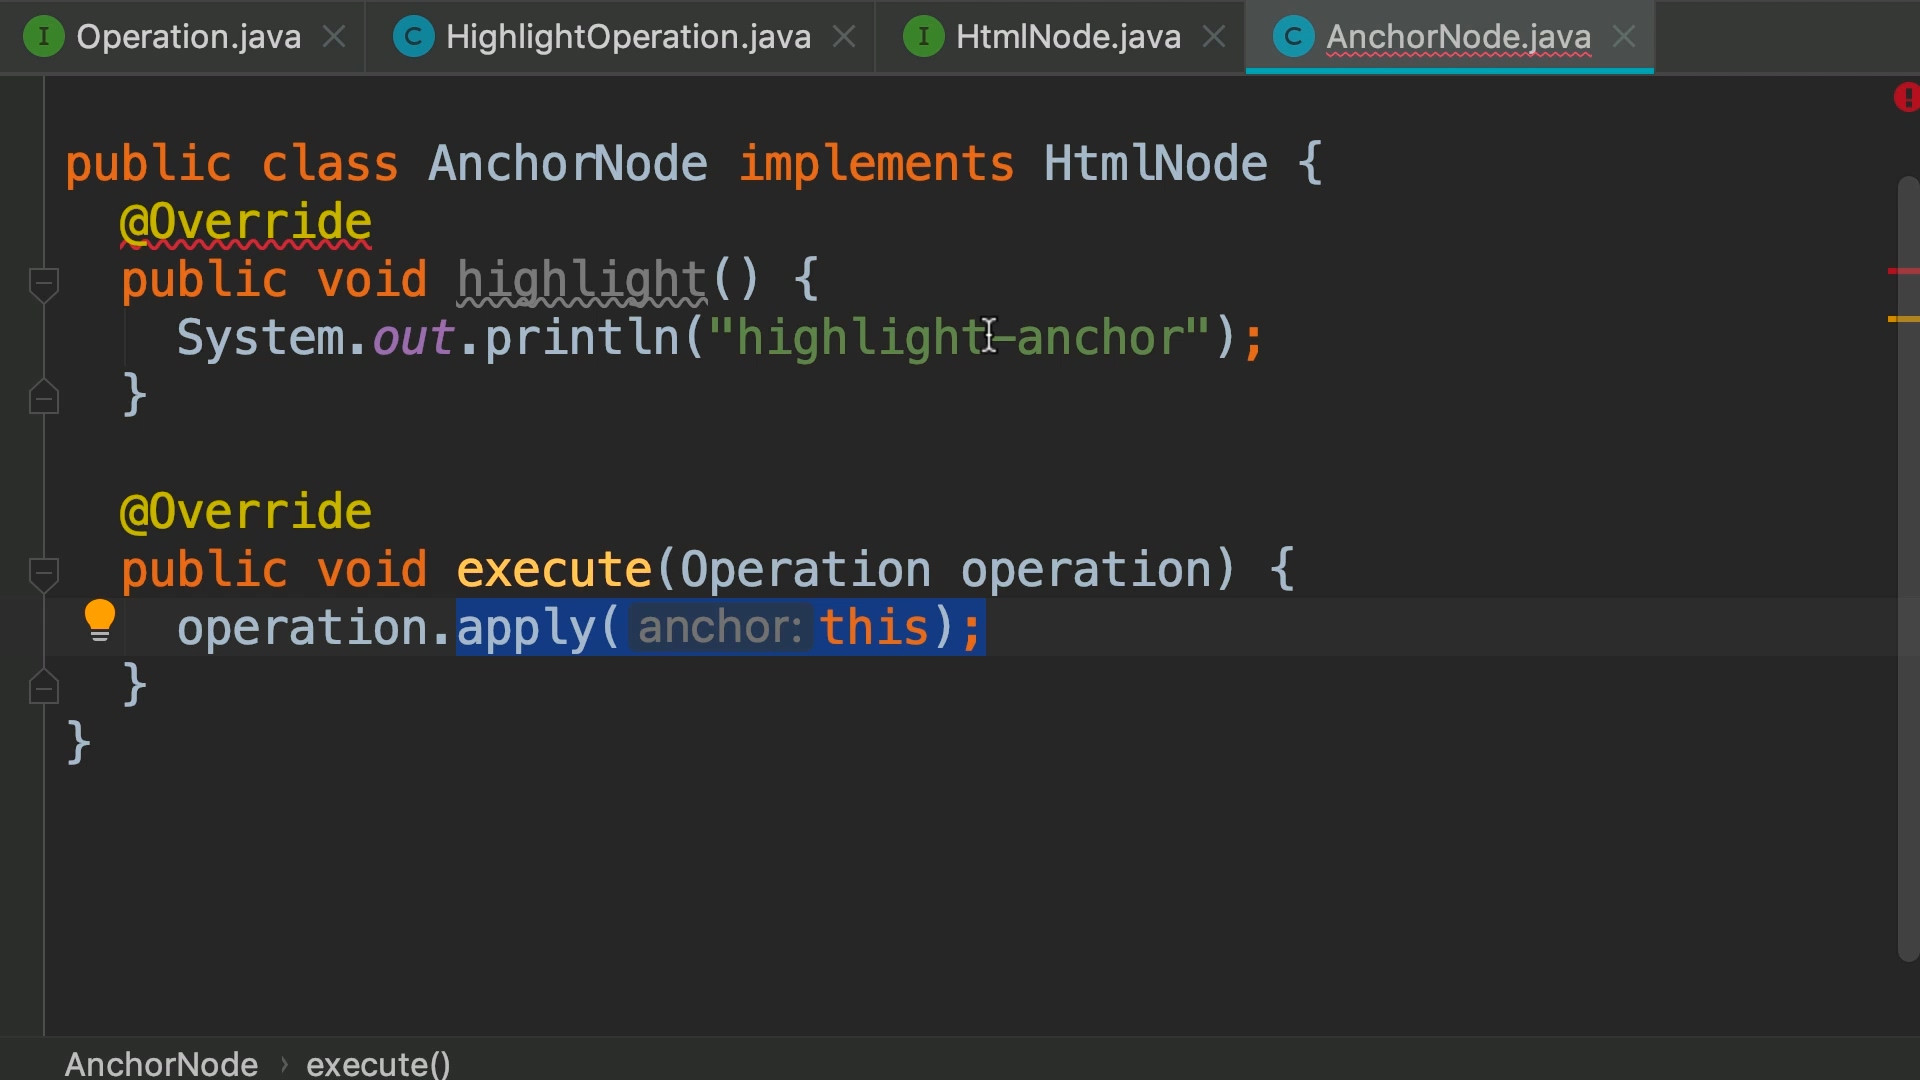 I Operation.java C HighlightOperation.java I HtmlNode.java C AnchorNode.java
public class AnchorNode implements HtmlNode {
@Override
public void highlight() {
System.out.println("highlight-anchor");
}
@Override
public void execute(Operation operation) {
operation.apply( anchor: this);
}
}
AnchorNode › execute()